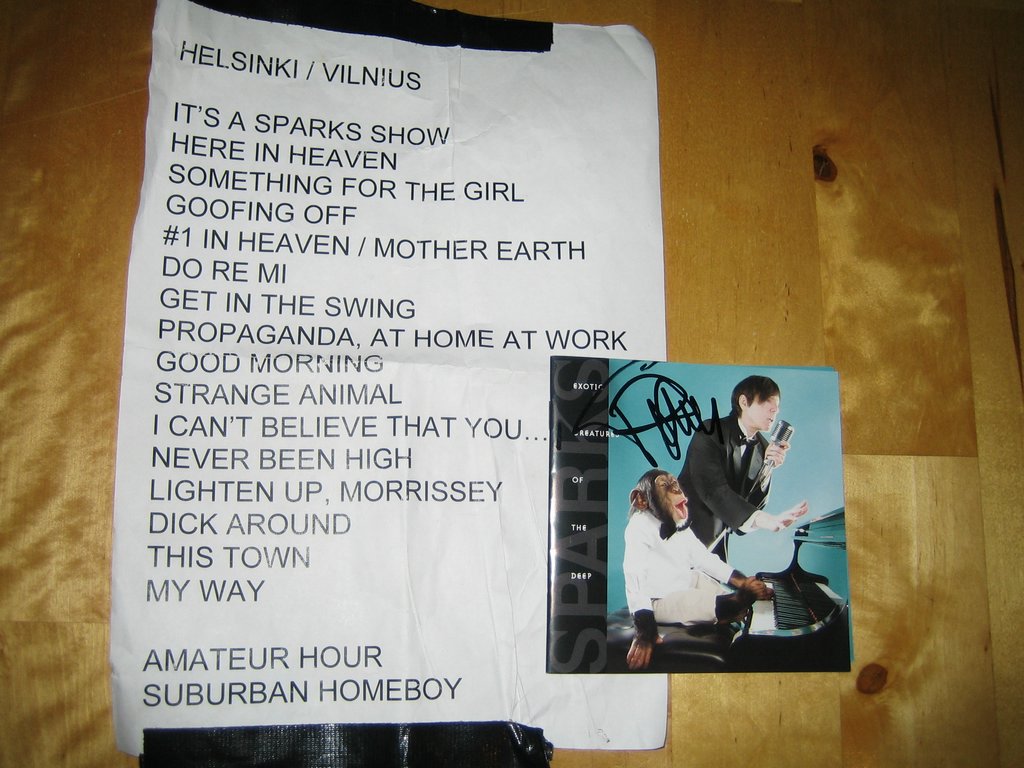 HELSINKI / VILNIUS
IT'S A SPARKS SHOW
HERE IN HEAVEN
SOMETHING FOR THE GIRL
GOOFING OFF
#1 IN HEAVEN / MOTHER EARTH
DO RE MI
GET IN THE SWING
PROPAGANDA, AT HOME AT WORK
GOOD MORNING
STRANGE ANIMAL
I CAN'T BELIEVE THAT YOU...
NEVER BEEN HIGH
LIGHTEN UP, MORRISSEY
DICK AROUND
THIS TOWN
MY WAY
AMATEUR HOUR
SUBURBAN HOMEBOY
SPARKS
EXOTIC
CREATURES
OF
THE
DEEP